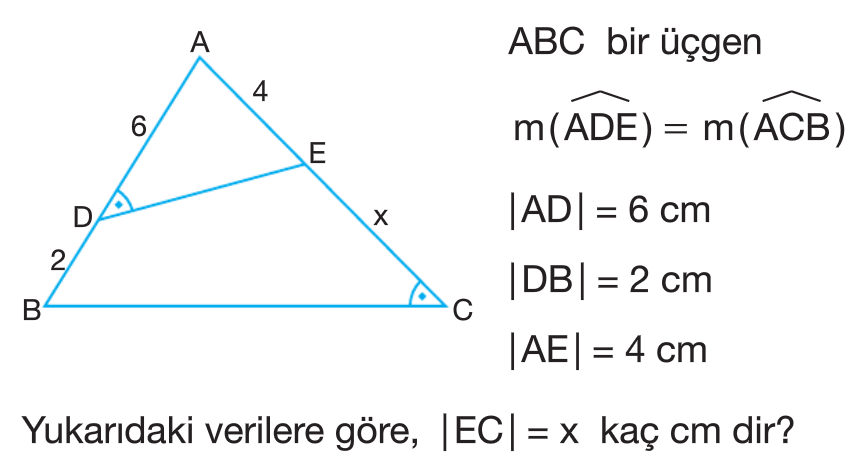 A
4
6
E
D
x
2
B
C
ABC bir üçgen
m(ADE) = m(ACB)
|AD| = 6 cm
|DB| = 2 cm
|AE| = 4 cm
Yukarıdaki verilere göre, |EC| = x kaç cm dir?